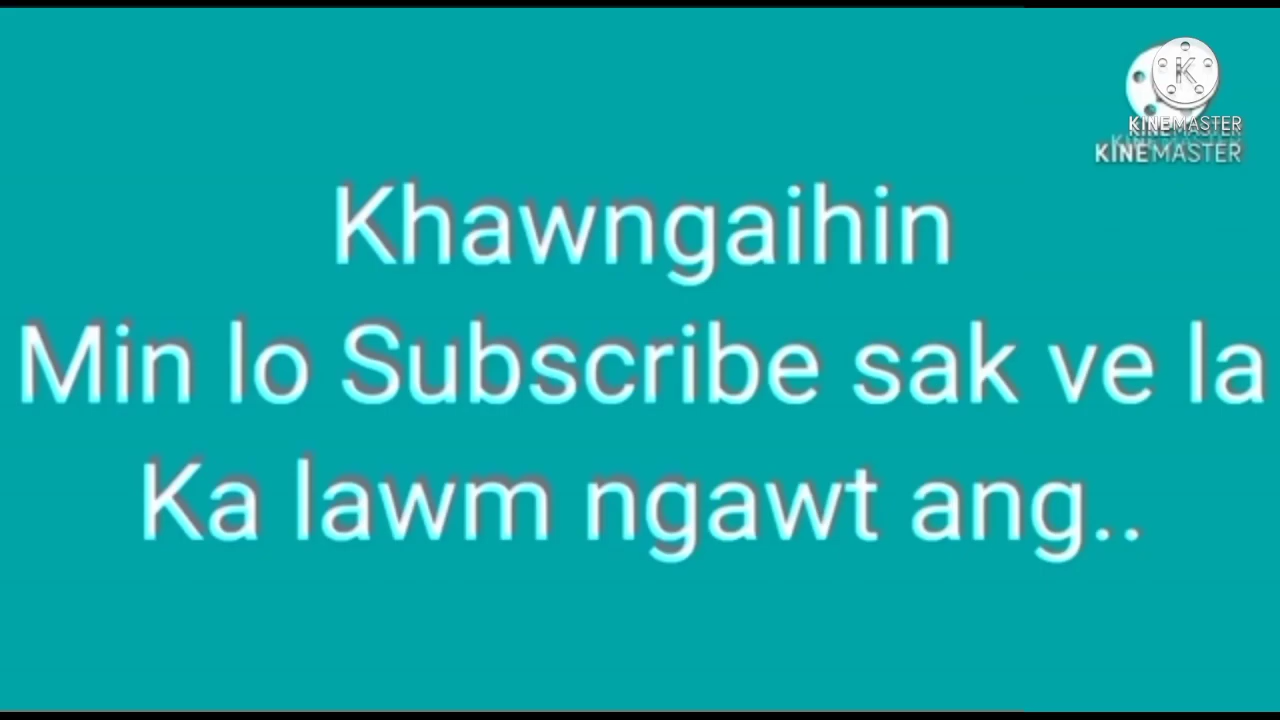 KINEMASTER
KINEMASTER
Khawngaihin
Min lo Subscribe sak ve la
Ka lawm ngawt ang..